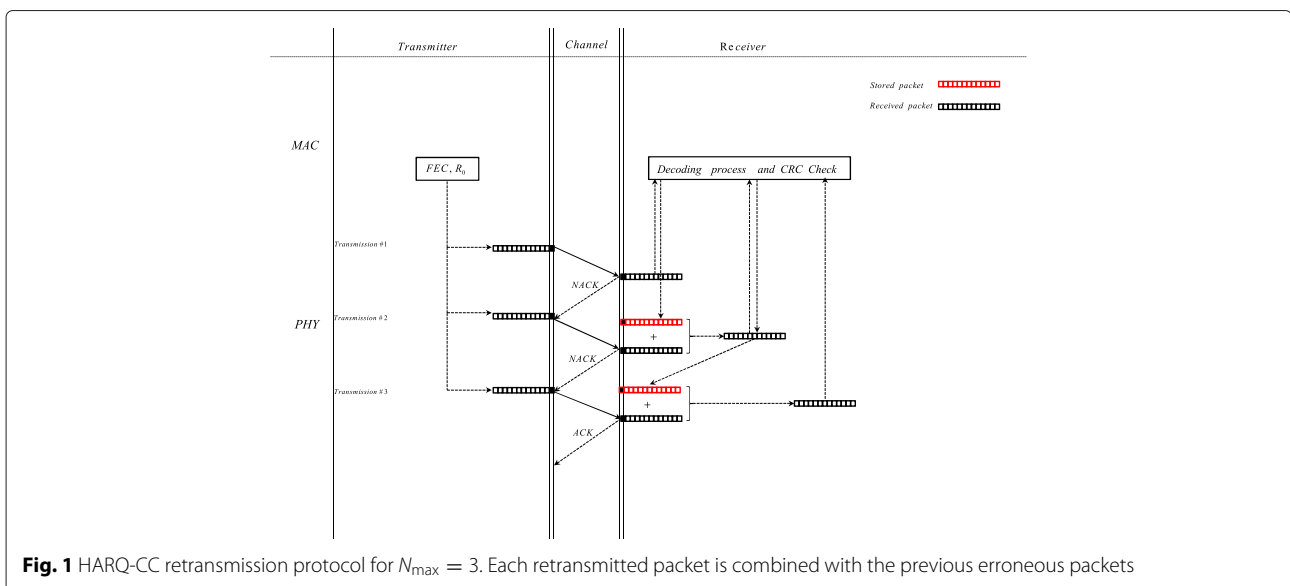 Transmitter Channel Receiver
Stored packet
Received packet
MAC
FEC, R0
Decoding process and CRC Check
Transmission #1
NACK
PHY
Transmission #2
+
NACK
Transmission #3
+
ACK
Fig. 1 HARQ-CC retransmission protocol for Nmax = 3. Each retransmitted packet is combined with the previous erroneous packets